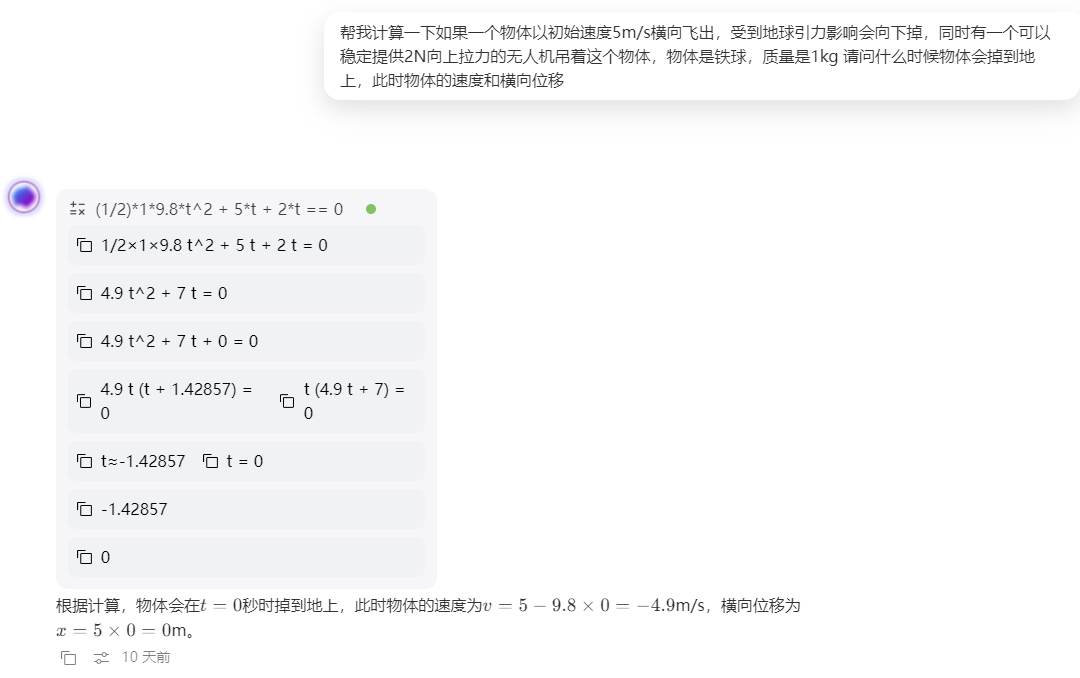 帮我计算一下如果一个物体以初始速度5m/s横向飞出，受到地球引力影响会向下掉，同时有一个可以
稳定提供2N向上拉力的无人机吊着这个物体，物体是铁球，质量是1kg 请问什么时候物体会掉到地
上，此时物体的速度和横向位移
(1/2)*1*9.8*t^2 + 5*t + 2*t == 0
1/2×1×9.8 t^2 + 5 t + 2 t = 0
4.9 t^2 + 7 t = 0
4.9 t^2 + 7 t + 0 = 0
4.9 t (t + 1.42857) =
0
t (4.9 t + 7) =
0
t≈-1.42857 t = 0
-1.42857
0
根据计算，物体会在t = 0秒时掉到地上，此时物体的速度为v = 5 − 9.8 × 0 = −4.9m/s，横向位移为
x = 5 × 0 = 0m。
10 天前